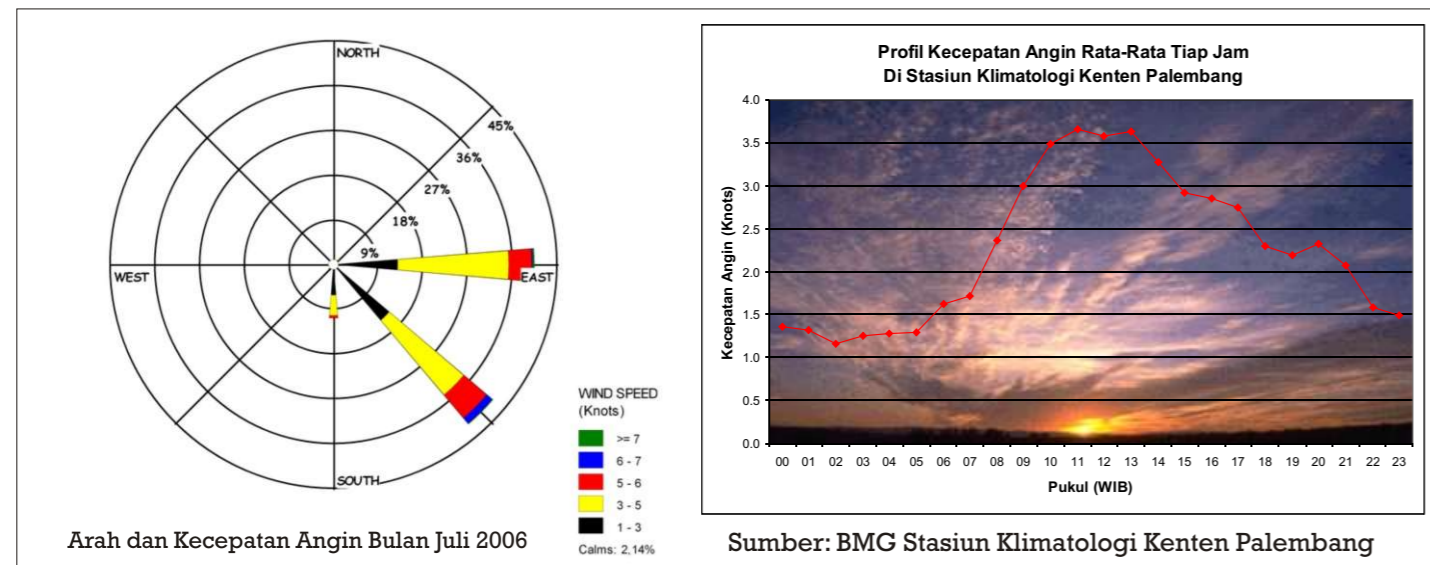 NORTH
45%
36%
27%
18%
9%
WEST
EAST
SOUTH
WIND SPEED
(Knots)
>= 7
6 - 7
5 - 6
3 - 5
1 - 3
Calms: 2,14%
Arah dan Kecepatan Angin Bulan Juli 2006
Profil Kecepatan Angin Rata-Rata Tiap Jam
Di Stasiun Klimatologi Kenten Palembang
Kecepatan Angin (Knots)
4.0
3.5
3.0
2.5
2.0
1.5
1.0
0.5
0.0
00 01 02 03 04 05 06 07 08 09 10 11 12 13 14 15 16 17 18 19 20 21 22 23
Pukul (WIB)
Sumber: BMG Stasiun Klimatologi Kenten Palembang